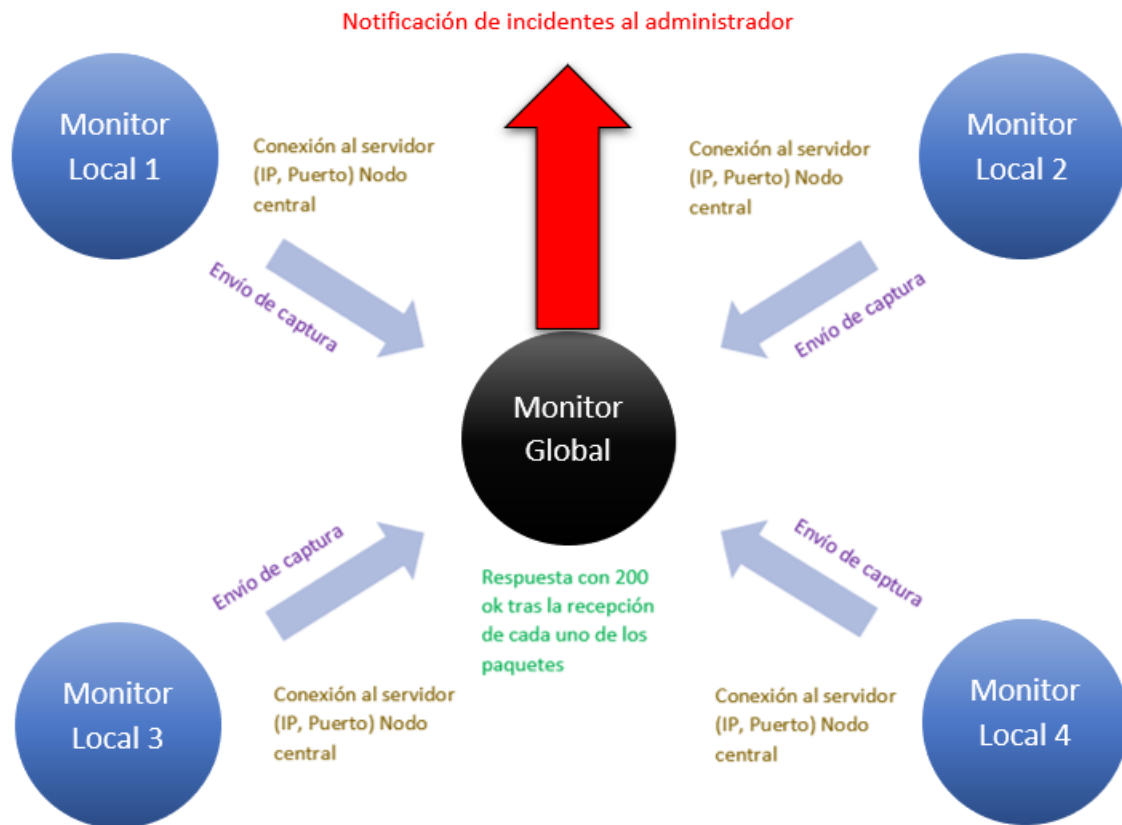 Notificación de incidentes al administrador
Monitor
Local 1
Conexión al servidor
(IP, Puerto) Nodo
central
Envío de captura
Conexión al servidor
(IP, Puerto) Nodo
central
Monitor
Local 2
Envío de captura
Monitor
Global
Envío de captura
Envío de captura
Respuesta con 200
ok tras la recepción
de cada uno de los
paquetes
Monitor
Local 3
Conexión al servidor
(IP, Puerto) Nodo
central
Conexión al servidor
(IP, Puerto) Nodo
central
Monitor
Local 4